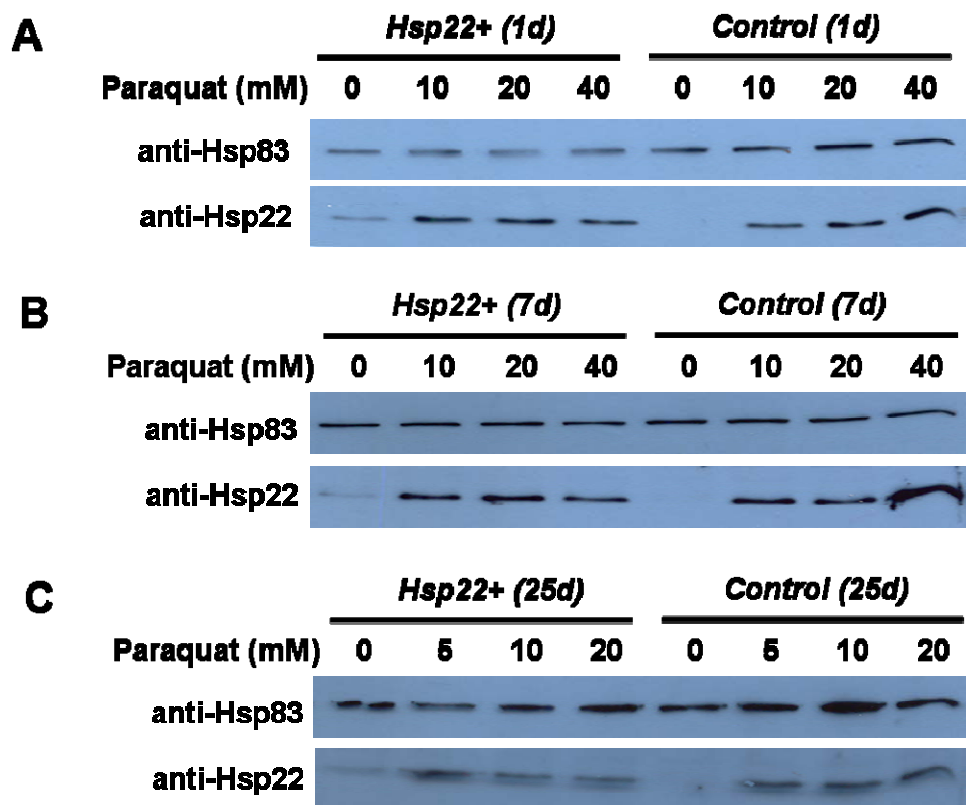 A
Hsp22+ (1d) Control (1d)
Paraquat (mM) 0 10 20 40 0 10 20 40
anti-Hsp83
anti-Hsp22
B
Hsp22+ (7d) Control (7d)
Paraquat (mM) 0 10 20 40 0 10 20 40
anti-Hsp83
anti-Hsp22
C
Hsp22+ (25d) Control (25d)
Paraquat (mM) 0 5 10 20 0 5 10 20
anti-Hsp83
anti-Hsp22